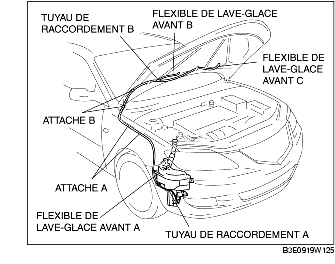 TUYAU DE
RACCORDEMENT B
FLEXIBLE DE LAVE-GLACE
AVANT B
FLEXIBLE DE
LAVE-GLACE
AVANT C
ATTACHE B
ATTACHE A
FLEXIBLE DE
LAVE-GLACE AVANT A
TUYAU DE RACCORDEMENT A
B3E0919W125